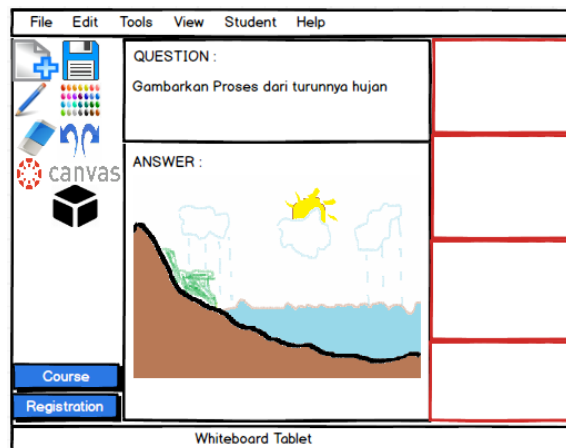 File Edit Tools View Student Help
QUESTION :
Gambarkan Proses dari turunnya hujan
ANSWER :
canvas
Course
Registration
Whiteboard Tablet